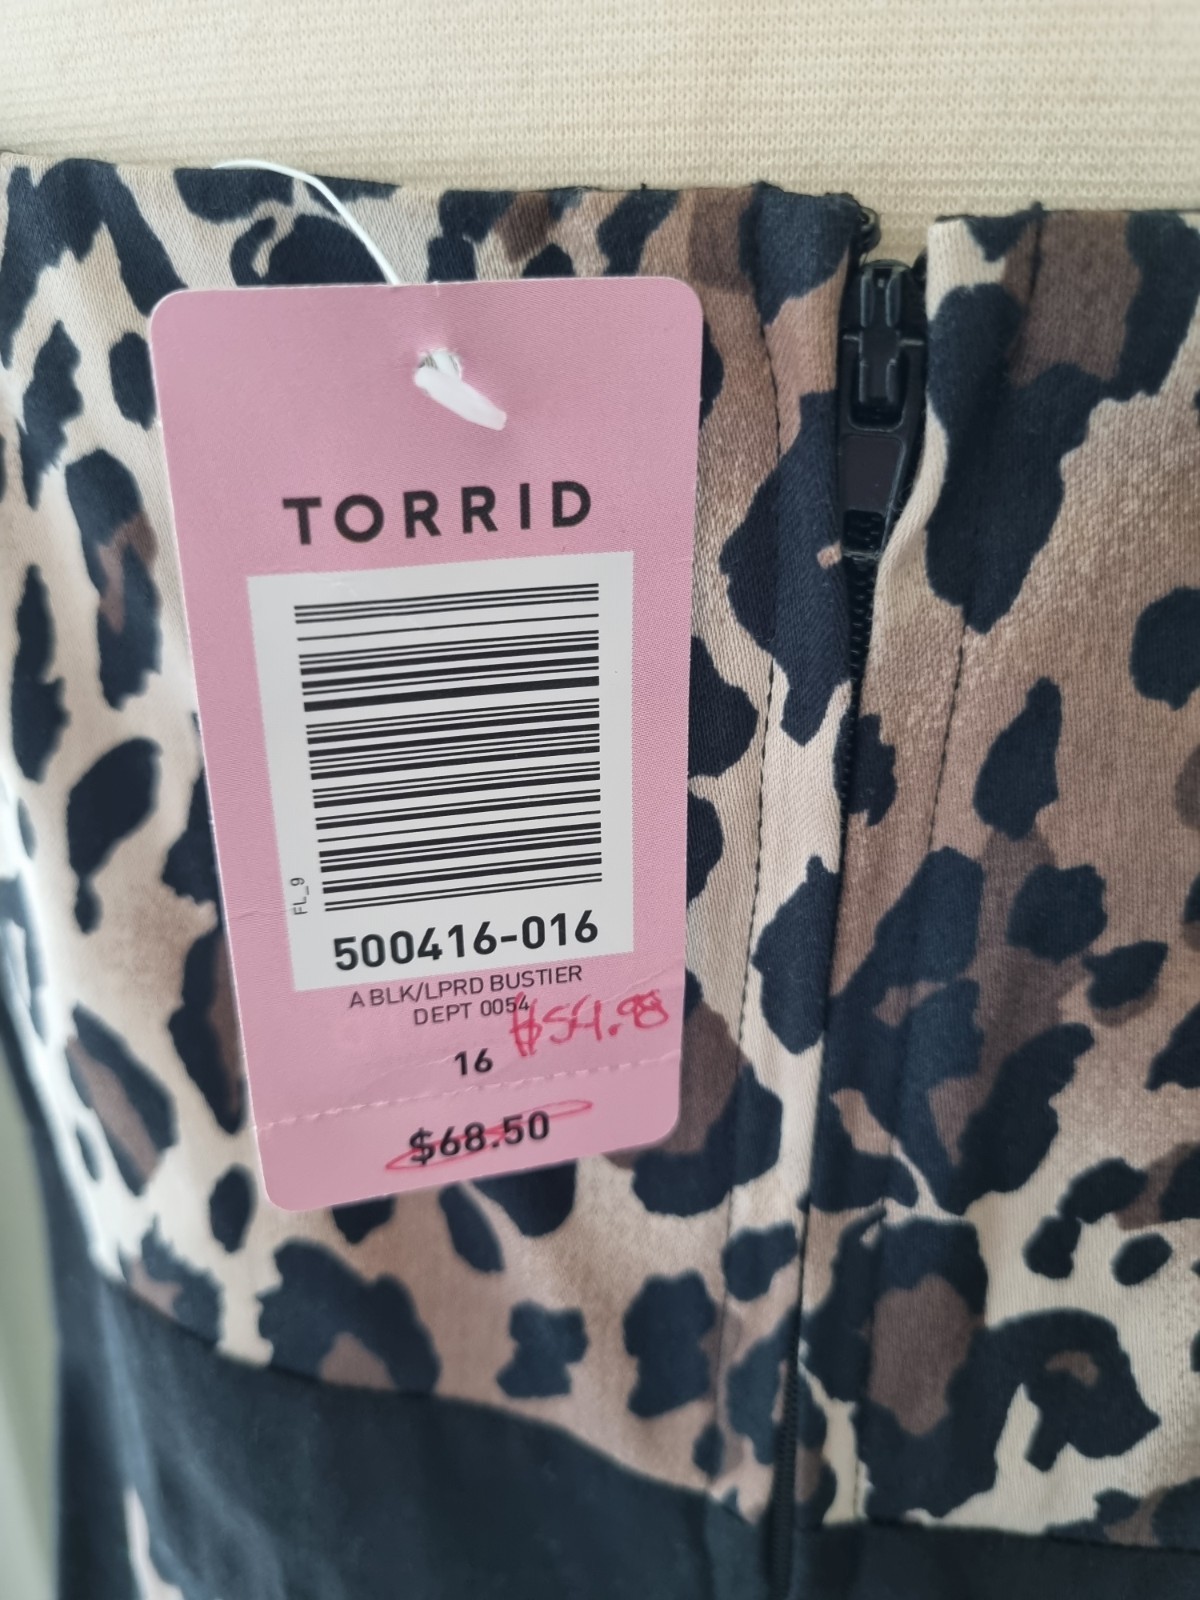 TORRID
FL_9
500416-016
A BLK/LPRD BUSTIER
DEPT 0054
$54.98
16
$68.50